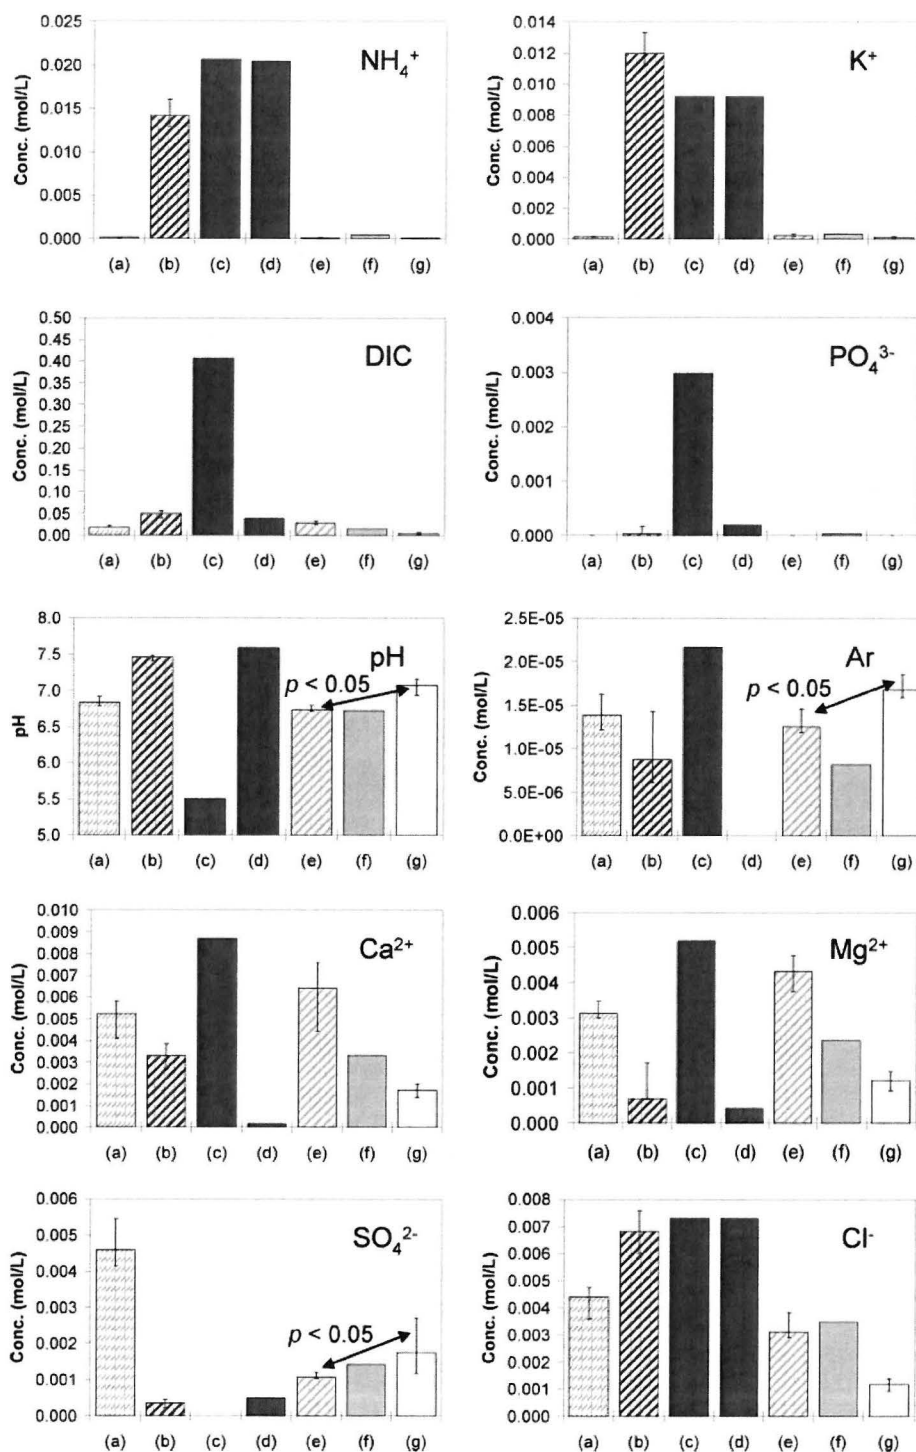 0.025
0.020
0.015
0.010
0.005
0.000
Conc. (mol/L)
NH₄⁺
(a) (b) (c) (d) (e) (f) (g)
0.014
0.012
0.010
0.008
0.006
0.004
0.002
0.000
Conc. (mol/L)
K⁺
(a) (b) (c) (d) (e) (f) (g)
0.50
0.45
0.40
0.35
0.30
0.25
0.20
0.15
0.10
0.05
0.00
Conc. (mol/L)
DIC
(a) (b) (c) (d) (e) (f) (g)
0.004
0.003
0.002
0.001
0.000
Conc. (mol/L)
PO₄³⁻
(a) (b) (c) (d) (e) (f) (g)
8.0
7.5
7.0
6.5
6.0
5.5
5.0
pH
pH
p < 0.05
(a) (b) (c) (d) (e) (f) (g)
2.5E-05
2.0E-05
1.5E-05
1.0E-05
5.0E-06
0.0E+00
Conc. (mol/L)
Ar
p < 0.05
(a) (b) (c) (d) (e) (f) (g)
0.010
0.009
0.008
0.007
0.006
0.005
0.004
0.003
0.002
0.001
0.000
Conc. (mol/L)
Ca²⁺
(a) (b) (c) (d) (e) (f) (g)
0.006
0.005
0.004
0.003
0.002
0.001
0.000
Conc. (mol/L)
Mg²⁺
(a) (b) (c) (d) (e) (f) (g)
0.006
0.005
0.004
0.003
0.002
0.001
0.000
Conc. (mol/L)
SO₄²⁻
p < 0.05
(a) (b) (c) (d) (e) (f) (g)
0.008
0.007
0.006
0.005
0.004
0.003
0.002
0.001
0.000
Conc. (mol/L)
Cl⁻
(a) (b) (c) (d) (e) (f) (g)